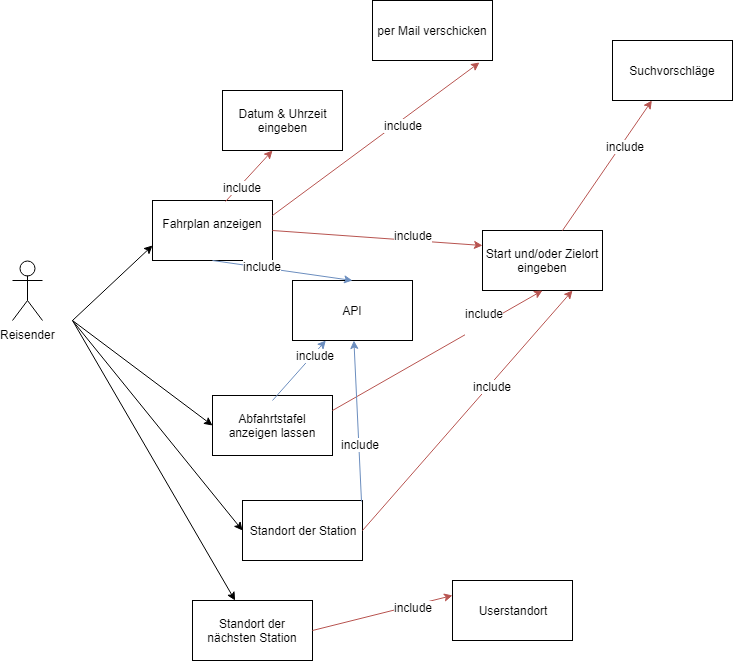 per Mail verschicken
Suchvorschläge
Datum & Uhrzeit
eingeben
include
include
include
Fahrplan anzeigen
include
Start und/oder Zielort
eingeben
include
Reisender
API
include
include
Abfahrtstafel
anzeigen lassen
include
include
Standort der Station
Standort der
nächsten Station
include
Userstandort